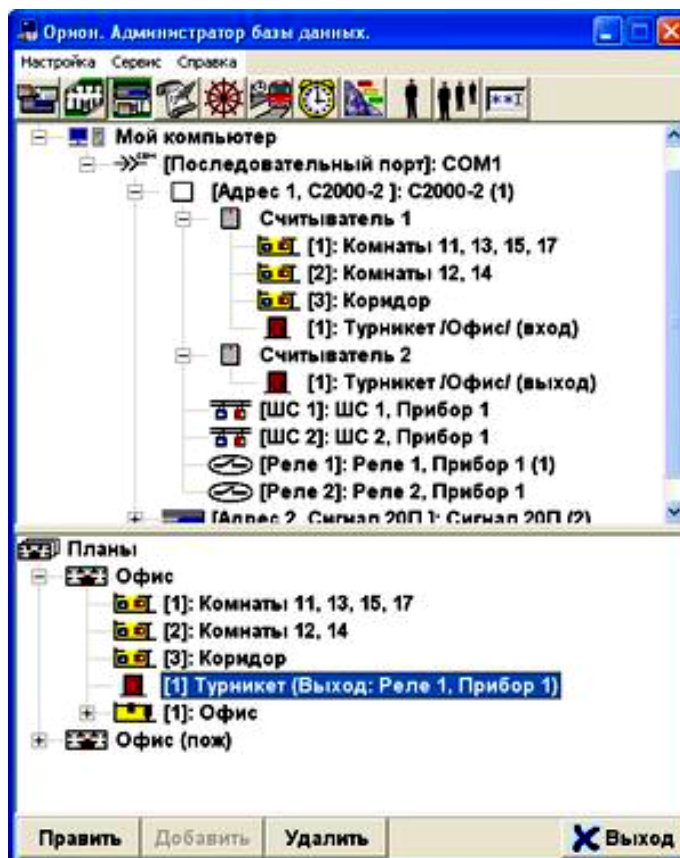 Орион. Администратор базы данных.
Настройка Сервис Справка
Мой компьютер
[Последовательный порт]: COM1
[Адрес 1, С2000-2 ]: С2000-2 (1)
Считыватель 1
[1]: Комнаты 11, 13, 15, 17
[2]: Комнаты 12, 14
[3]: Коридор
[1]: Турникет /Офис/ (вход)
Считыватель 2
[1]: Турникет /Офис/ (выход)
[ШС 1]: ШС 1, Прибор 1
[ШС 2]: ШС 2, Прибор 1
[Реле 1]: Реле 1, Прибор 1 (1)
[Реле 2]: Реле 2, Прибор 1
[Адрес 2, Сигнал 20П ]: Сигнал 20П (2)
Планы
Офис
[1]: Комнаты 11, 13, 15, 17
[2]: Комнаты 12, 14
[3]: Коридор
[1] Турникет (Выход: Реле 1, Прибор 1)
[1]: Офис
Офис (пож)
Править Добавить Удалить Выход